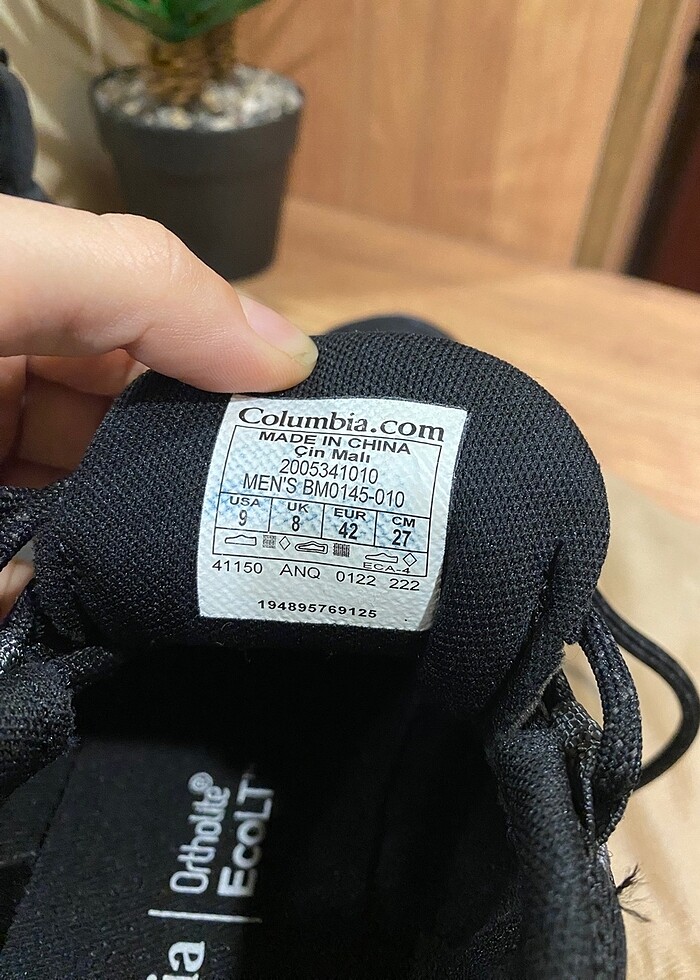 Columbia.com
MADE IN CHINA
Çin Malı
2005341010
MEN'S BM0145-010
USA UK EUR CM
9 8 42 27
ECA-4
41150 ANQ 0122 222
194895769125
Ortholite®
ECOLT
ia